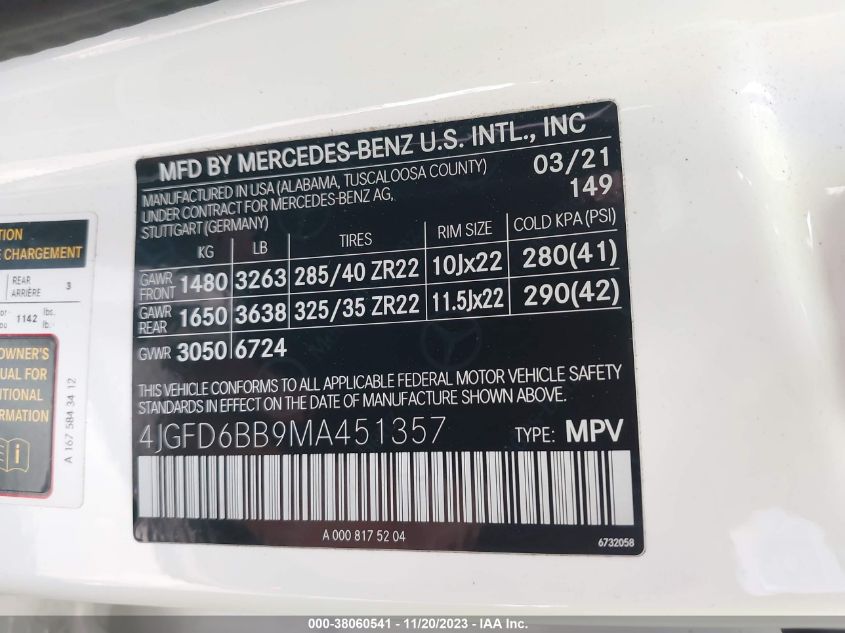 MFD BY MERCEDES-BENZ U.S. INTL., INC
MANUFACTURED IN USA (ALABAMA, TUSCALOOSA COUNTY) 03/21
UNDER CONTRACT FOR MERCEDES-BENZ AG, 149
STUTTGART (GERMANY)
KG LB TIRES RIM SIZE COLD KPA (PSI)
GAWR FRONT 1480 3263 285/40 ZR22 10Jx22 280(41)
GAWR REAR 1650 3638 325/35 ZR22 11.5Jx22 290(42)
GVWR 3050 6724
THIS VEHICLE CONFORMS TO ALL APPLICABLE FEDERAL MOTOR VEHICLE SAFETY
STANDARDS IN EFFECT ON THE DATE OF MANUFACTURE SHOWN ABOVE.
4JGFD6BB9MA451357 TYPE: MPV
A 000 817 52 04
6732058
CHARGEMENT
REAR 3
ARRIÈRE
1142 lbs.
lb.
OWNER'S
UAL FOR
TIONAL
MATION
A 167 584 34 12
000-38060541 - 11/20/2023 - IAA Inc.